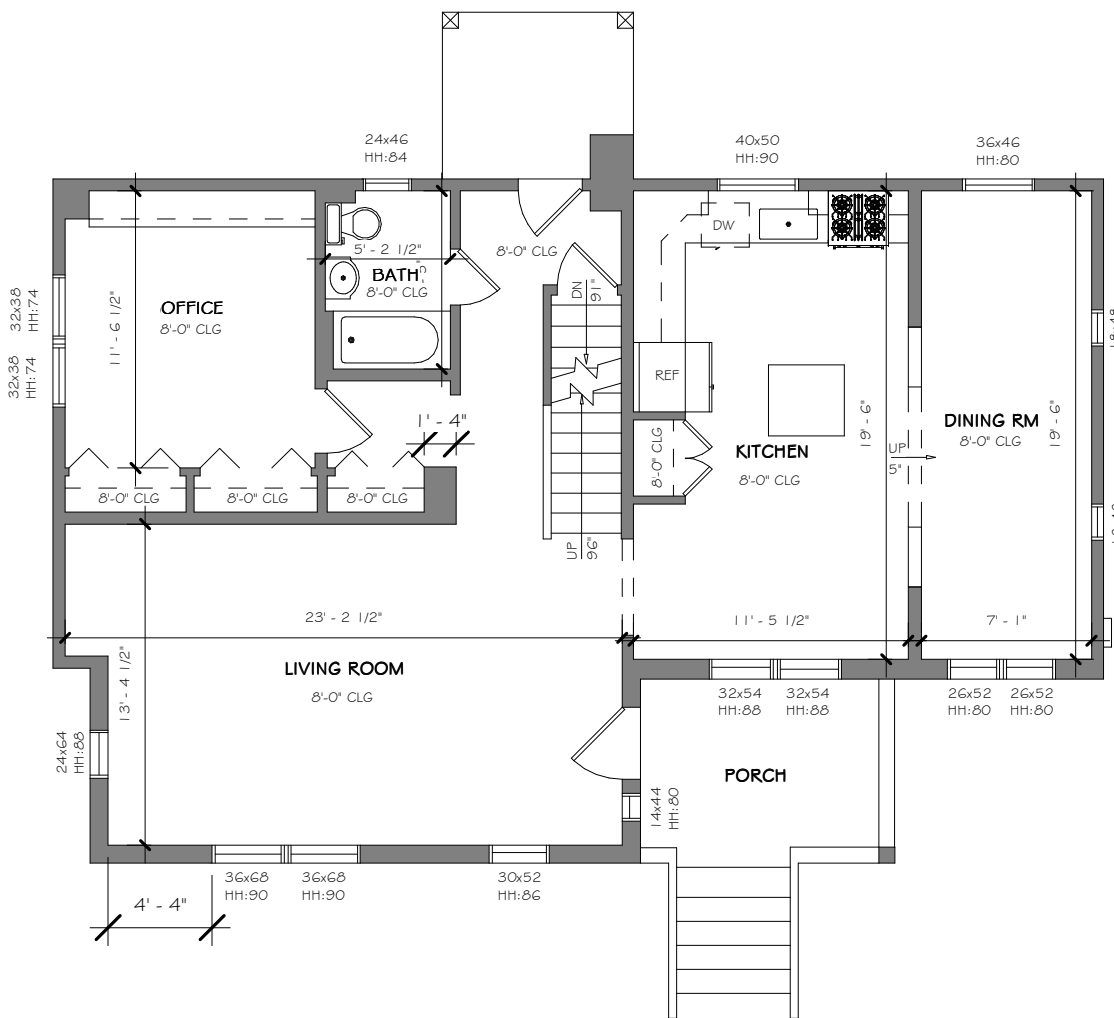 24x46
HH:84
40x50
HH:90
36x46
HH:80
DW
8'-0" CLG
5' - 2 1/2"
BATH
8'-0" CLG
OFFICE
8'-0" CLG
11' - 6 1/2"
32x38
HH:74
32x38
HH:74
DN
91"
REF
1' - 4"
8'-0" CLG
KITCHEN
8'-0" CLG
19' - 6"
UP
5"
DINING RM
8'-0" CLG
19' - 6"
8'-0" CLG
8'-0" CLG
8'-0" CLG
UP
96"
23' - 2 1/2"
11' - 5 1/2"
7' - 1"
LIVING ROOM
8'-0" CLG
13' - 4 1/2"
32x54
HH:88
32x54
HH:88
26x52
HH:80
26x52
HH:80
24x64
HH:88
PORCH
14x44
HH:80
36x68
HH:90
36x68
HH:90
30x52
HH:86
4' - 4"